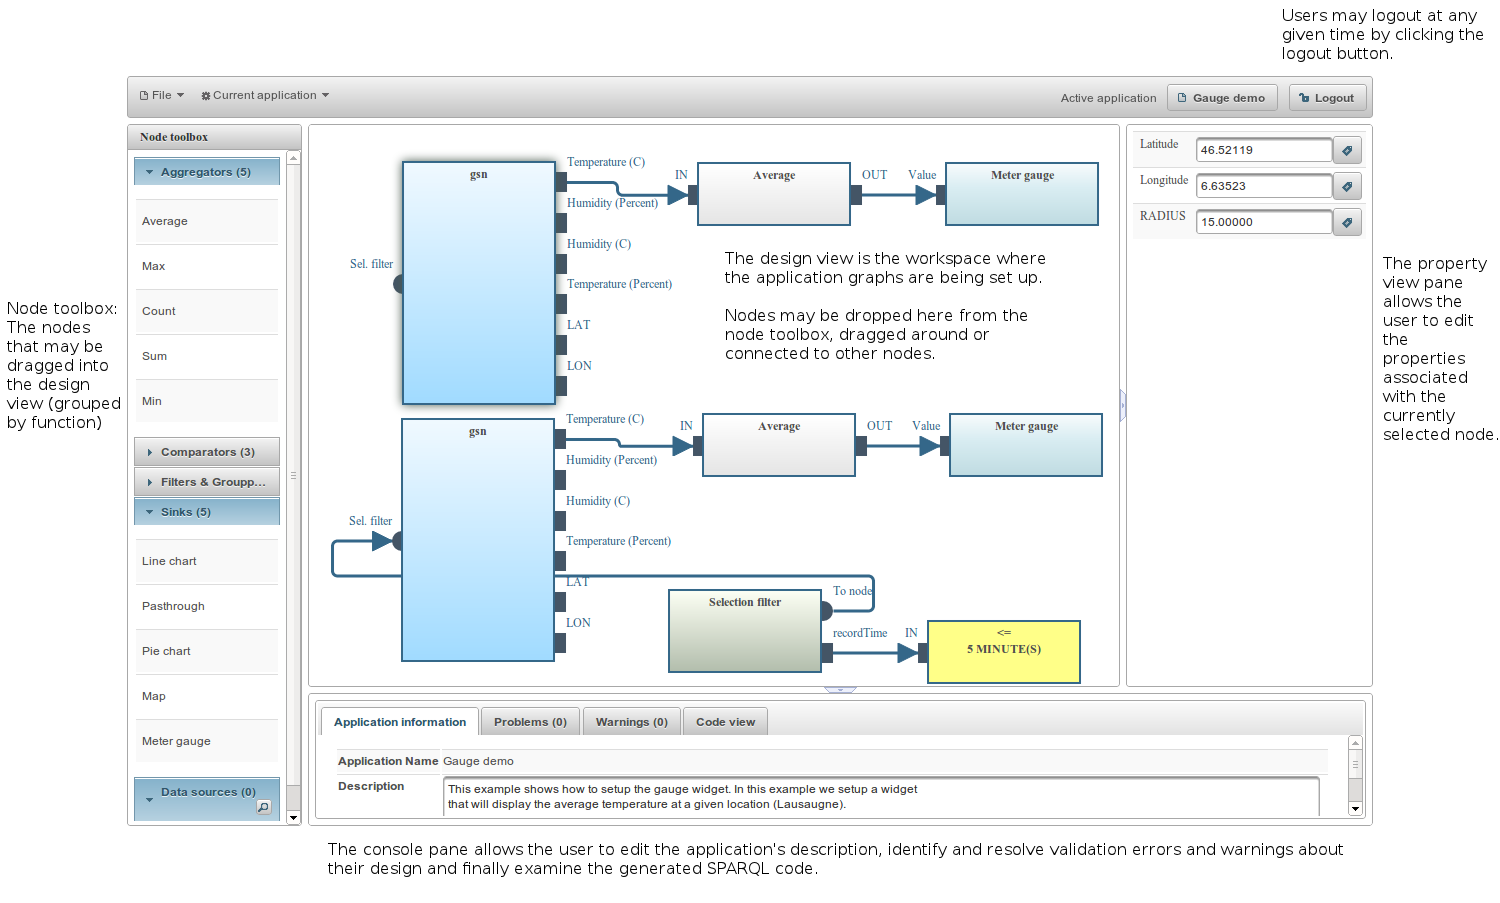 Users may logout at any
given time by clicking the
logout button.
File
Current application
Active application
Gauge demo
Logout
Node toolbox
Aggregators (5)
Average
Max
Count
Sum
Min
Comparators (3)
Filters & Groupp...
Sinks (5)
Line chart
Pasthrough
Pie chart
Map
Meter gauge
Data sources (0)
Node toolbox:
The nodes
that may be
dragged into
the design
view (grouped
by function)
gsn
Sel. filter
Temperature (C)
Humidity (Percent)
Humidity (C)
Temperature (Percent)
LAT
LON
IN
Average
OUT
Value
Meter gauge
The design view is the workspace where
the application graphs are being set up.
Nodes may be dropped here from the
node toolbox, dragged around or
connected to other nodes.
gsn
Sel. filter
Temperature (C)
Humidity (Percent)
Humidity (C)
Temperature (Percent)
LAT
LON
IN
Average
OUT
Value
Meter gauge
Selection filter
To node
recordTime
IN
<=
5 MINUTE(S)
Latitude
46.52119
Longitude
6.63523
RADIUS
15.00000
The property
view pane
allows the
user to edit
the
properties
associated
with the
currently
selected node.
Application information
Problems (0)
Warnings (0)
Code view
Application Name Gauge demo
Description
This example shows how to setup the gauge widget. In this example we setup a widget
that will display the average temperature at a given location (Lausaugne).
The console pane allows the user to edit the application's description, identify and resolve validation errors and warnings about
their design and finally examine the generated SPARQL code.